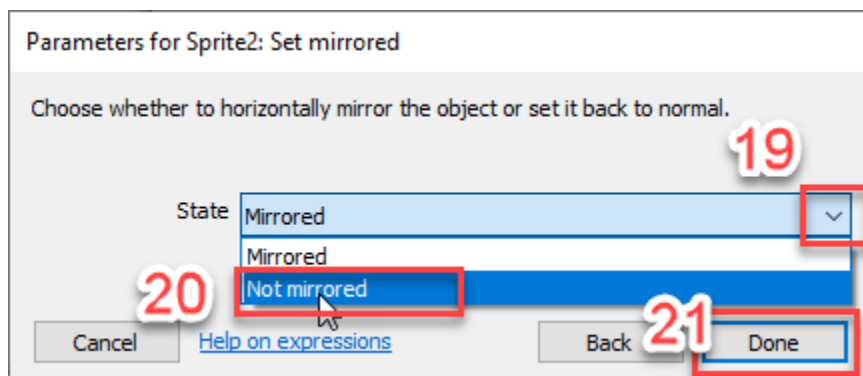 Parameters for Sprite2: Set mirrored
Choose whether to horizontally mirror the object or set it back to normal.
19
State Mirrored
Mirrored
20 Not mirrored
Cancel Help on expressions Back 21 Done